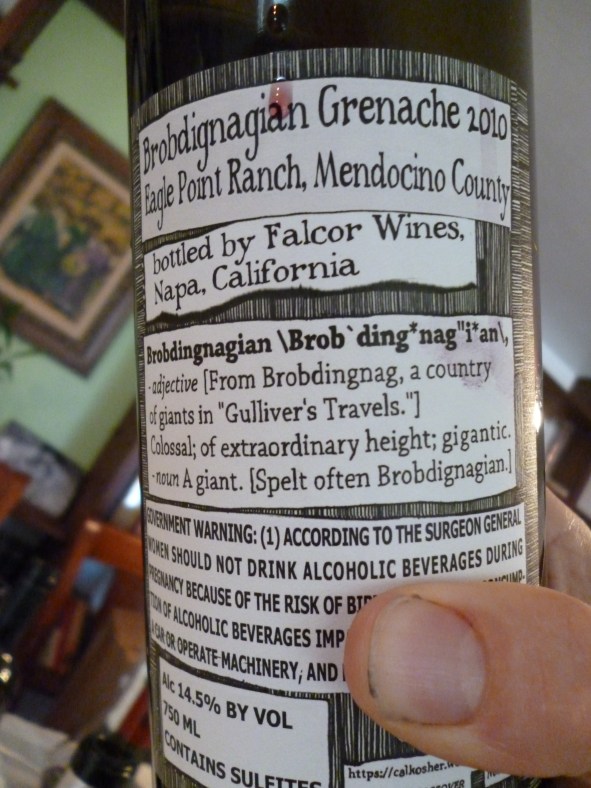 Brobdignagian Grenache 2010
Eagle Point Ranch, Mendocino County
bottled by Falcor Wines,
Napa, California
Brobdingnagian \Brob`ding*nag"i*an\,
-adjective [From Brobdingnag, a country
of giants in "Gulliver's Travels."]
Colossal; of extraordinary height; gigantic.
-noun A giant. [Spelt often Brobdignagian.]
GOVERNMENT WARNING: (1) ACCORDING TO THE SURGEON GENERAL
WOMEN SHOULD NOT DRINK ALCOHOLIC BEVERAGES DURING
PREGNANCY BECAUSE OF THE RISK OF
OF ALCOHOLIC BEVERAGES
A CAR OR OPERATE MACHINERY, AND
Alc 14.5% BY VOL
750 ML
CONTAINS SULFITES
https://calkosher.